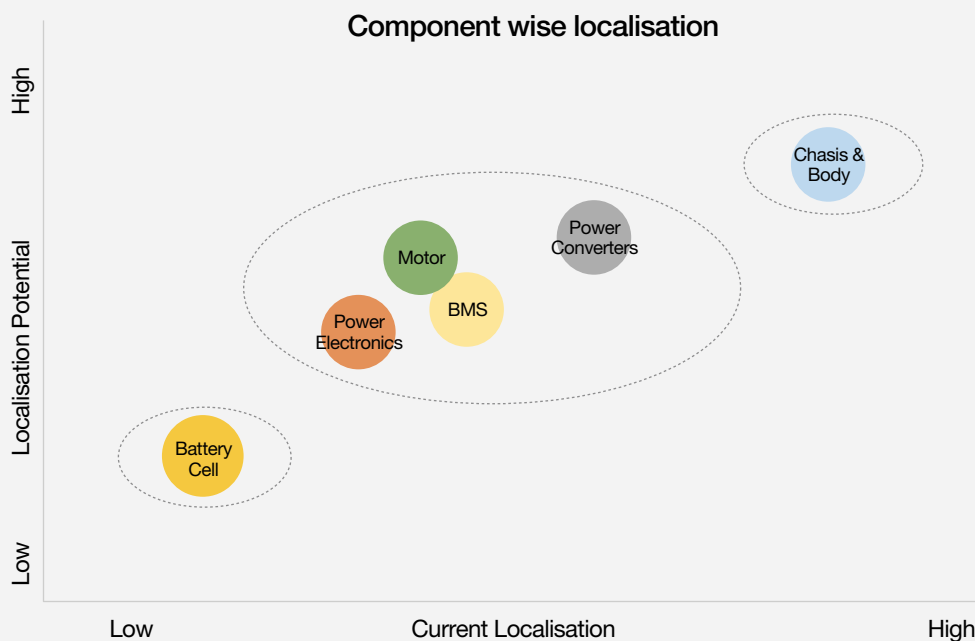 Component wise localisation
High
Localisation Potential
Low
Chasis &
Body
Power
Converters
Motor
BMS
Power
Electronics
Battery
Cell
Low
Current Localisation
High